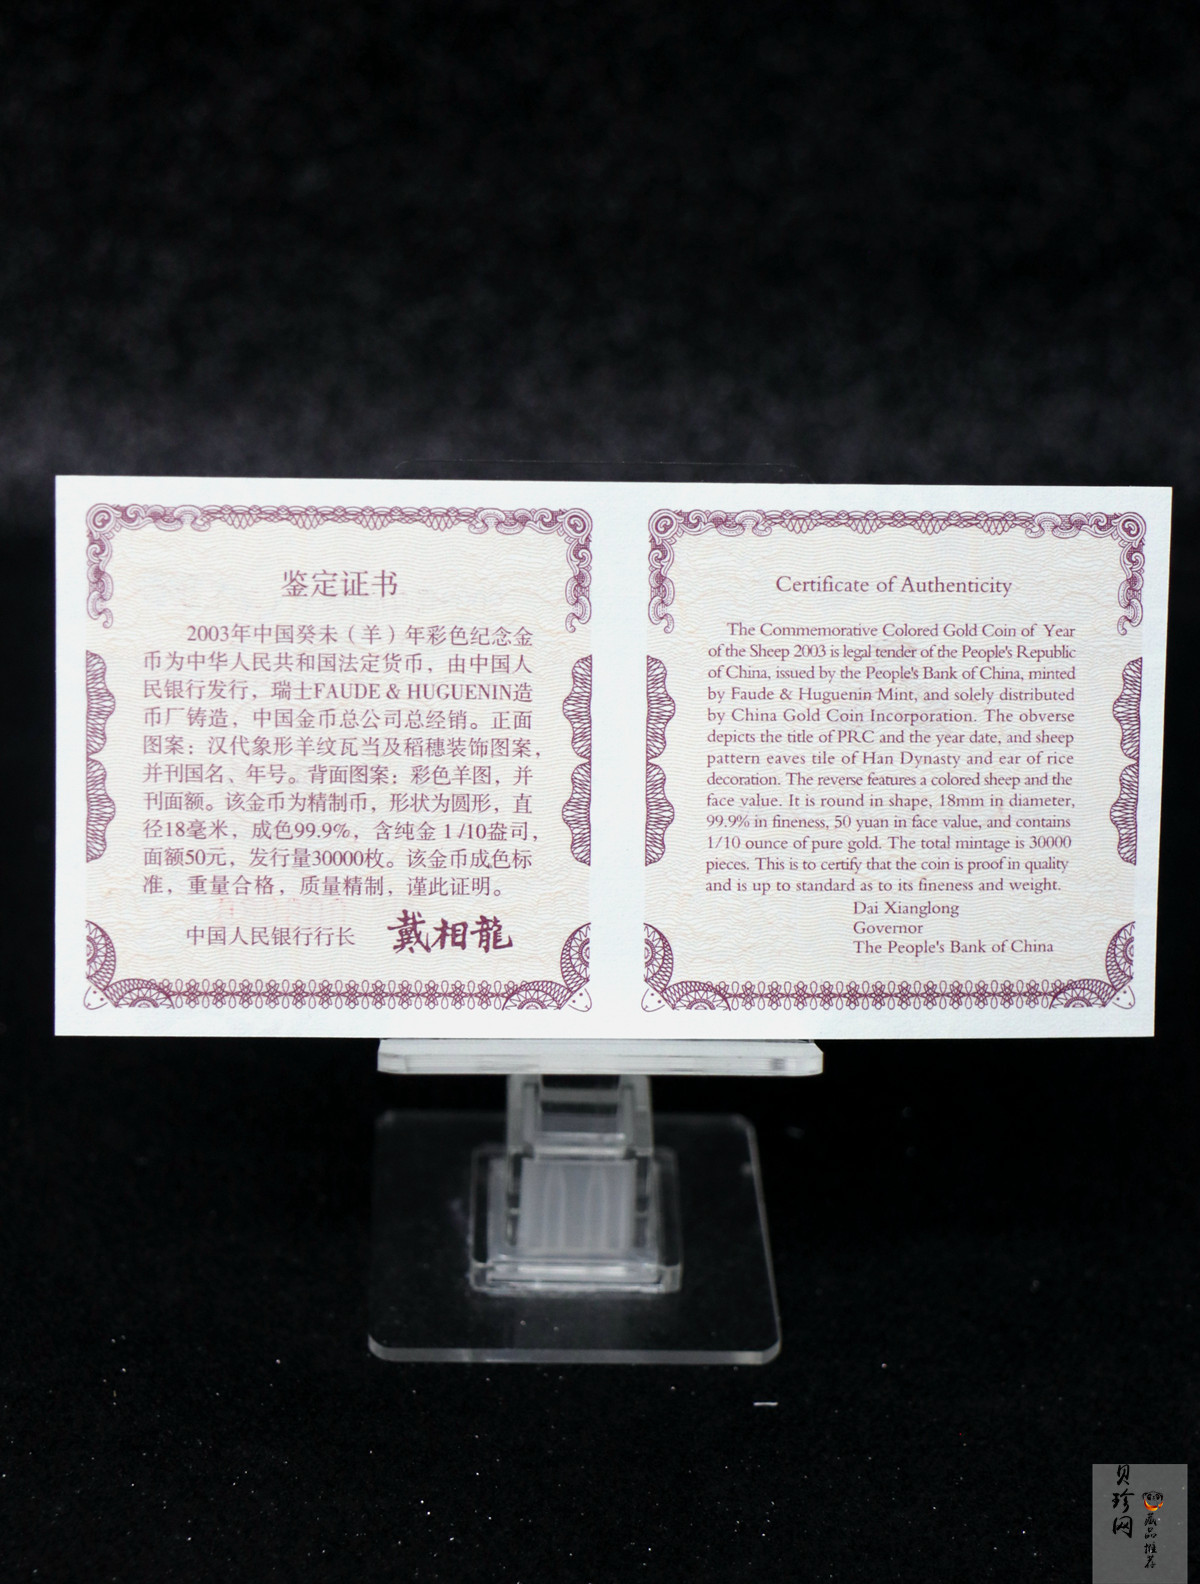 鉴定证书
2003年中国癸未（羊）年彩色纪念金
币为中华人民共和国法定货币，由中国人
民银行发行，瑞士FAUDE & HUGUENIN造
币厂铸造，中国金币总公司总经销。正面
图案：汉代象形羊纹瓦当及稻穗装饰图案，
并刊国名、年号。背面图案：彩色羊图，并
刊面额。该金币为精制币，形状为圆形，直
径18毫米，成色99.9%，含纯金 1 /10盎司，
面额50元，发行量30000枚。该金币成色标
准，重量合格，质量精制，谨此证明。
中国人民银行行长 戴相龍
Certificate of Authenticity
The Commemorative Colored Gold Coin of Year
of the Sheep 2003 is legal tender of the People's Republic
of China, issued by the People's Bank of China, minted
by Faude & Huguenin Mint, and solely distributed
by China Gold Coin Incorporation. The obverse
depicts the title of PRC and the year date, and sheep
pattern eaves tile of Han Dynasty and ear of rice
decoration. The reverse features a colored sheep and the
face value. It is round in shape, 18mm in diameter,
99.9% in fineness, 50 yuan in face value, and contains
1/10 ounce of pure gold. The total mintage is 30000
pieces. This is to certify that the coin is proof in quality
and is up to standard as to its fineness and weight.
Dai Xianglong
Governor
The People's Bank of China
贝珍网
藏品推荐